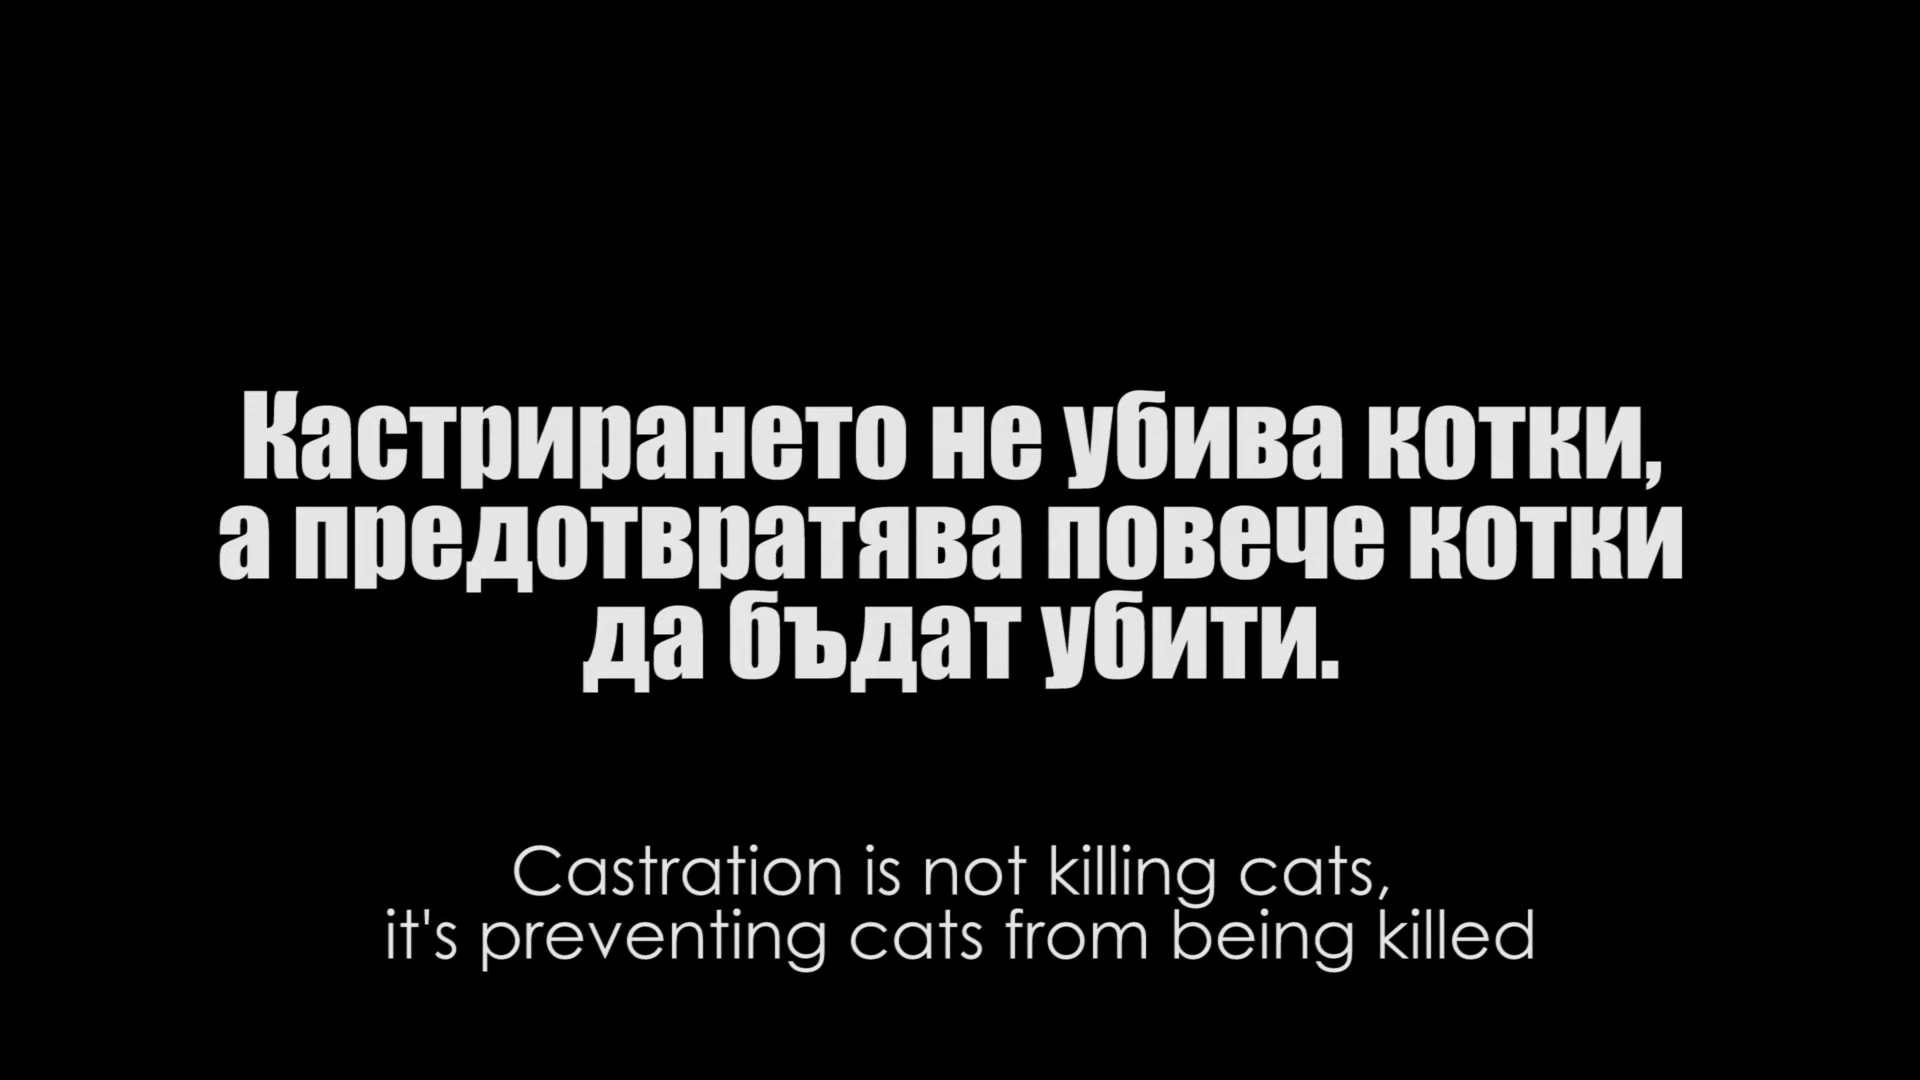 Кастрирането не убива котки,
а предотвратява повече котки
да бъдат убити.
Castration is not killing cats,
it's preventing cats from being killed